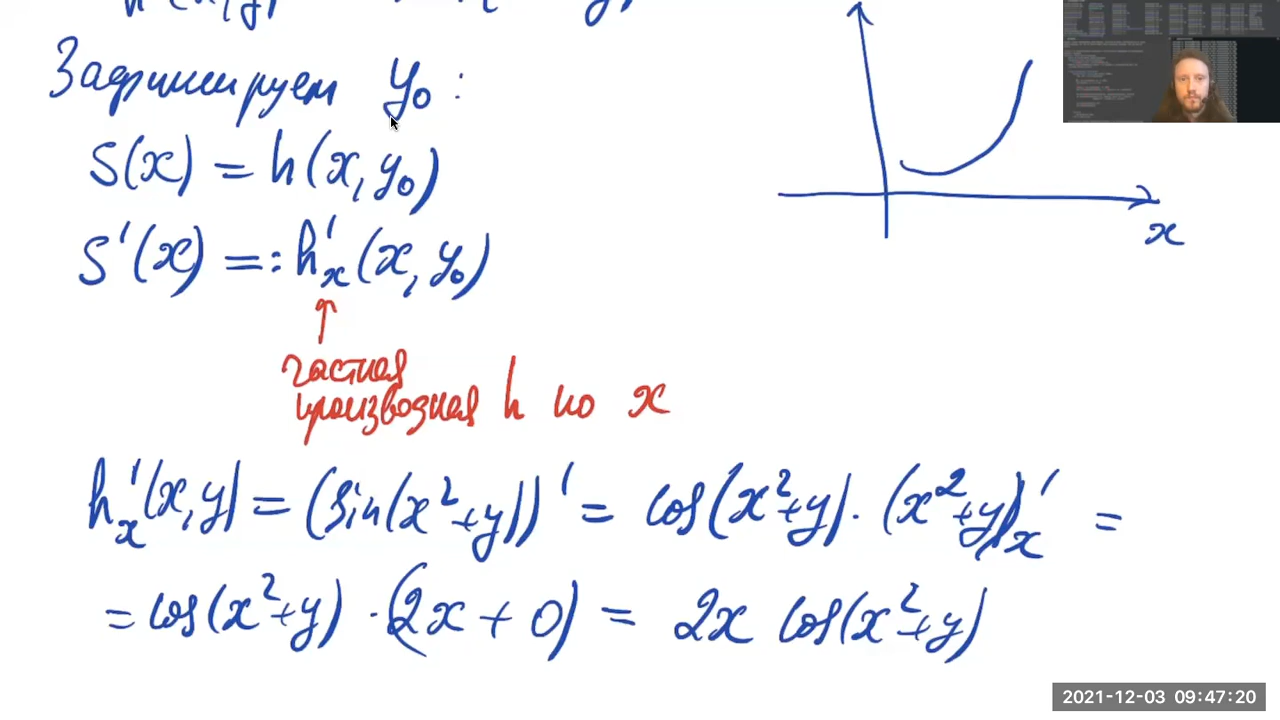 Зафиксируем y₀ :
S(x) = h(x, y₀)
S'(x) =: h'ₓ(x, y₀)
x
↑
частная
производная h по x
h'ₓ(x,y) = (sin(x²+y))' = cos(x²+y) · (x²+y)'ₓ =
= cos(x²+y) · (2x + 0) = 2x cos(x²+y)
2021-12-03 09:47:20